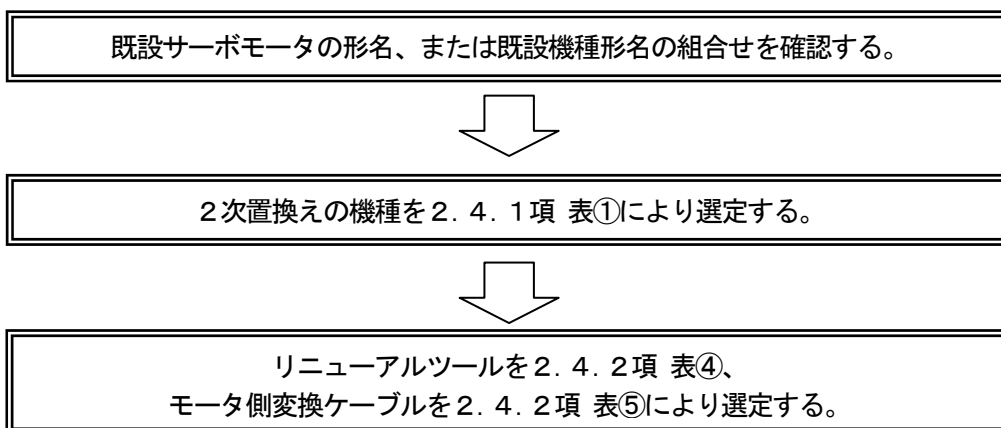 既設サーボモータの形名、または既設機種形名の組合せを確認する。
２次置換えの機種を２．４．１項 表①により選定する。
リニューアルツールを２．４．２項 表④、
モータ側変換ケーブルを２．４．２項 表⑤により選定する。